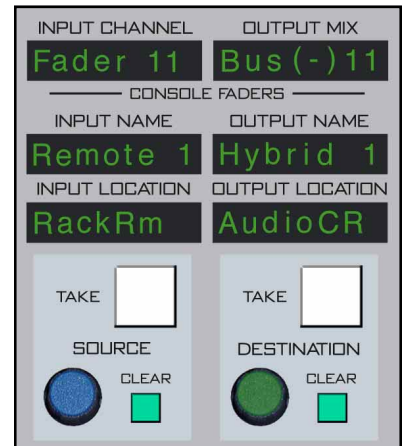 INPUT CHANNEL OUTPUT MIX
Fader 11 Bus(-)11
CONSOLE FADERS
INPUT NAME OUTPUT NAME
Remote 1 Hybrid 1
INPUT LOCATION OUTPUT LOCATION
RackRm AudioCR
TAKE TAKE
SOURCE DESTINATION
CLEAR CLEAR